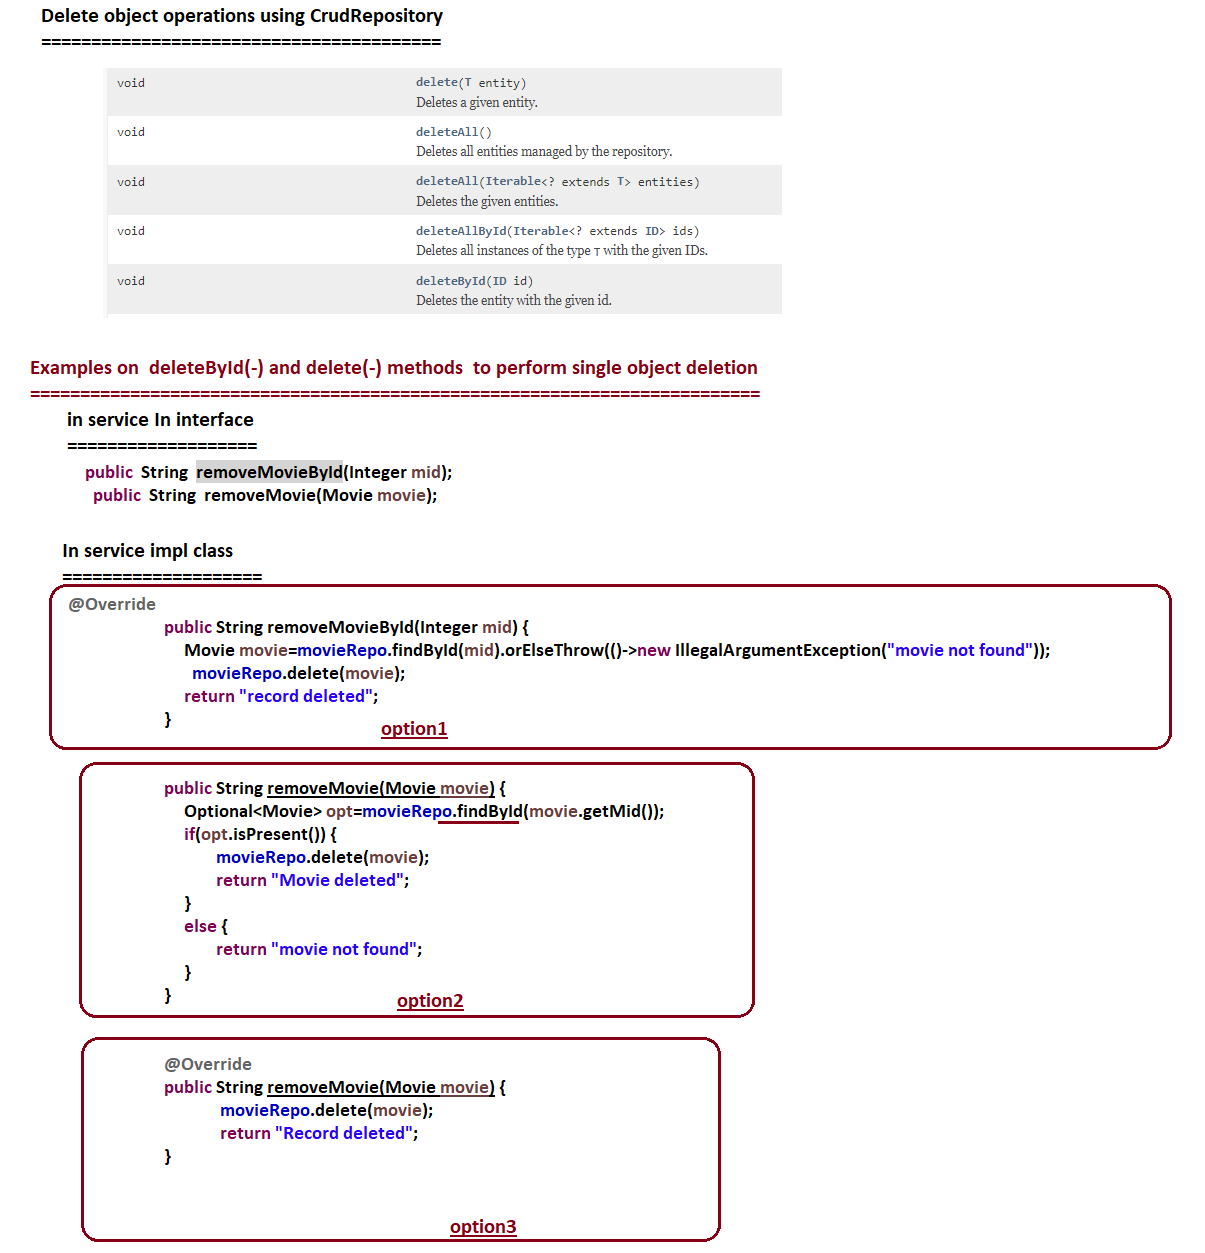 Delete object operations using CrudRepository
========================================
void delete(T entity)
Deletes a given entity.
void deleteAll()
Deletes all entities managed by the repository.
void deleteAll(Iterable<? extends T> entities)
Deletes the given entities.
void deleteAllById(Iterable<? extends ID> ids)
Deletes all instances of the type T with the given IDs.
void deleteById(ID id)
Deletes the entity with the given id.
Examples on  deleteById(-) and delete(-) methods  to perform single object deletion
=========================================================================
in service In interface
===================
public  String  removeMovieById(Integer mid);
public  String  removeMovie(Movie movie);
In service impl class
====================
@Override
public String removeMovieById(Integer mid) {
Movie movie=movieRepo.findById(mid).orElseThrow(()->new IllegalArgumentException("movie not found"));
movieRepo.delete(movie);
return "record deleted";
}
option1
public String removeMovie(Movie movie) {
Optional<Movie> opt=movieRepo.findById(movie.getMid());
if(opt.isPresent()) {
movieRepo.delete(movie);
return "Movie deleted";
}
else {
return "movie not found";
}
}
option2
@Override
public String removeMovie(Movie movie) {
movieRepo.delete(movie);
return "Record deleted";
}
option3